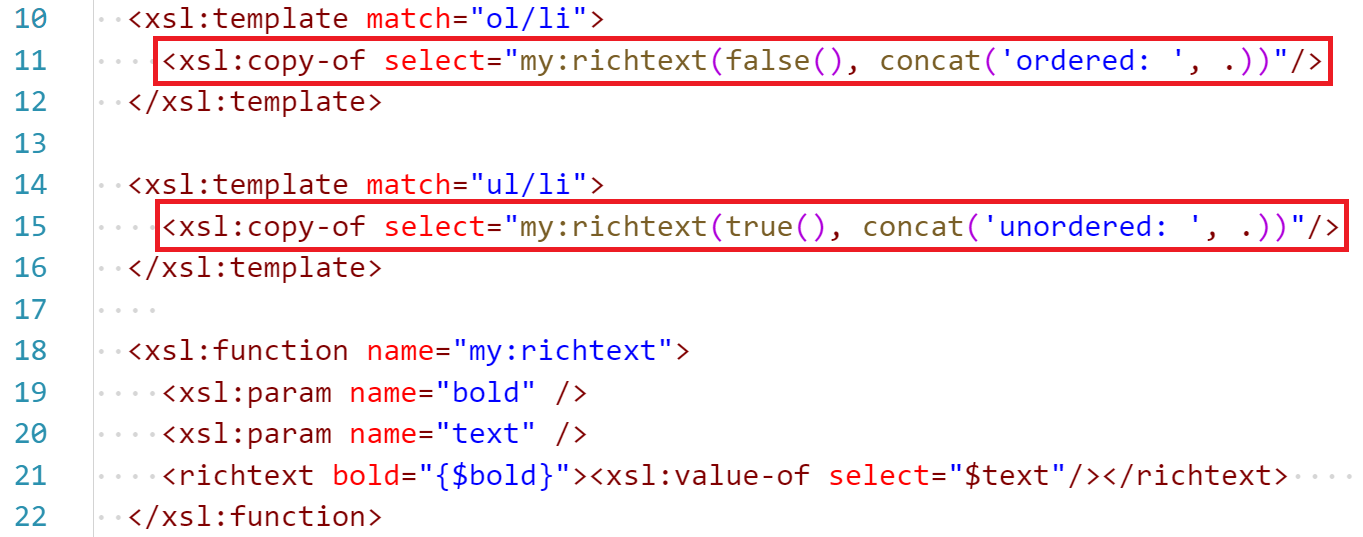 10 <xsl:template match="ol/li">
11 <xsl:copy-of select="my:richtext(false(), concat('ordered: ', .))"/>
12 </xsl:template>
13
14 <xsl:template match="ul/li">
15 <xsl:copy-of select="my:richtext(true(), concat('unordered: ', .))"/>
16 </xsl:template>
17
18 <xsl:function name="my:richtext">
19 <xsl:param name="bold" />
20 <xsl:param name="text" />
21 <richtext bold="{$bold}"><xsl:value-of select="$text"/></richtext>
22 </xsl:function>